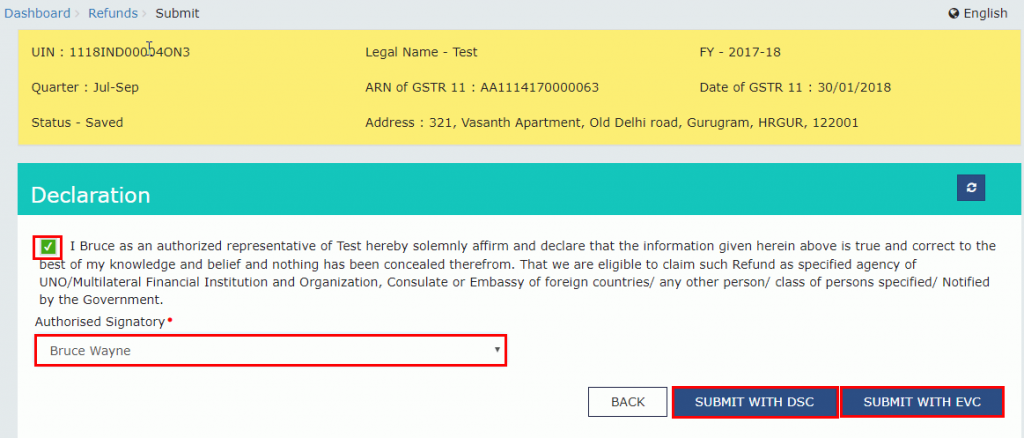 Dashboard > Refunds > Submit English
UIN : 1118IND00004ON3 Legal Name - Test FY - 2017-18
Quarter : Jul-Sep ARN of GSTR 11 : AA1114170000063 Date of GSTR 11 : 30/01/2018
Status - Saved Address : 321, Vasanth Apartment, Old Delhi road, Gurugram, HRGUR, 122001
Declaration
I Bruce as an authorized representative of Test hereby solemnly affirm and declare that the information given herein above is true and correct to the
best of my knowledge and belief and nothing has been concealed therefrom. That we are eligible to claim such Refund as specified agency of
UNO/Multilateral Financial Institution and Organization, Consulate or Embassy of foreign countries/ any other person/ class of persons specified/ Notified
by the Government.
Authorised Signatory•
Bruce Wayne
BACK SUBMIT WITH DSC SUBMIT WITH EVC